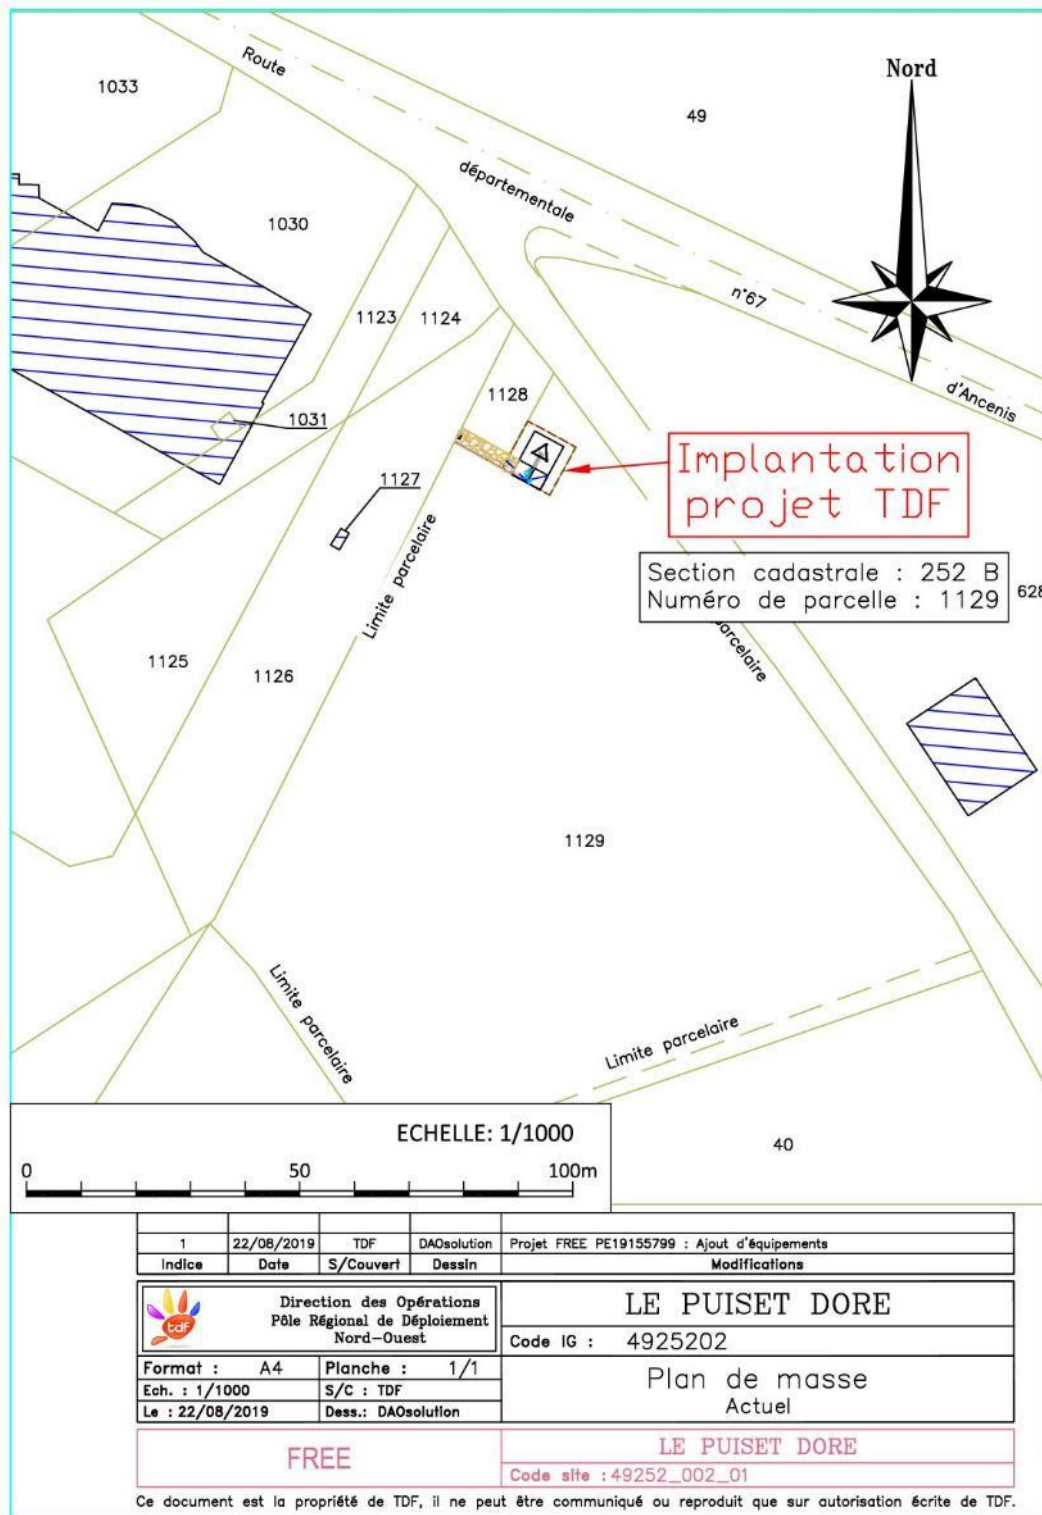 1033
Route
Nord
49
départementale
1030
n°67
1123
1124
1128
d'Ancenis
1031
Implantation
projet TDF
1127
Limite parcelaire
Section cadastrale : 252 B
Numéro de parcelle : 1129
628
parcelaire
1125
1126
1129
Limite parcelaire
Limite parcelaire
ECHELLE: 1/1000
40
0 50 100m
1 22/08/2019 TDF DAOsolution Projet FREE PE19155799 : Ajout d'équipements
Indice Date S/Couvert Dessin Modifications
tdf
Direction des Opérations
Pôle Régional de Déploiement
Nord-Ouest
LE PUISET DORE
Code IG : 4925202
Format : A4 Planche : 1/1
Ech. : 1/1000 S/C : TDF
Le : 22/08/2019 Dess.: DAOsolution
Plan de masse
Actuel
FREE
LE PUISET DORE
Code site : 49252_002_01
Ce document est la propriété de TDF, il ne peut être communiqué ou reproduit que sur autorisation écrite de TDF.